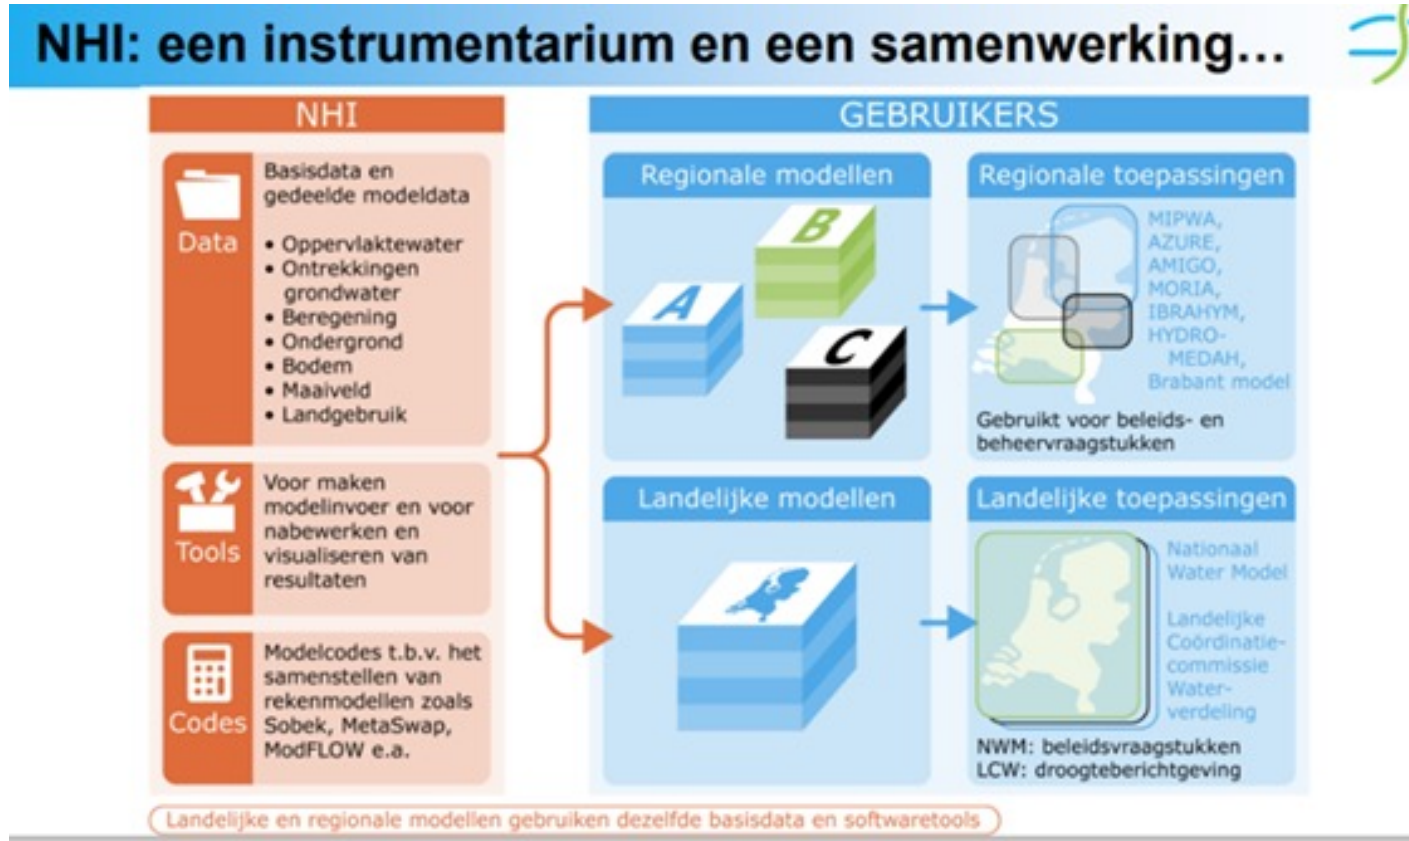 NHI: een instrumentarium en een samenwerking...
NHI
Data
Basisdata en
gedeelde modeldata
• Oppervlaktewater
• Ontrekkingen
grondwater
• Beregening
• Ondergrond
• Bodem
• Maaiveld
• Landgebruik
Tools
Voor maken
modelinvoer en voor
nabewerken en
visualiseren van
resultaten
Codes
Modelcodes t.b.v. het
samenstellen van
rekenmodellen zoals
Sobek, MetaSwap,
ModFLOW e.a.
GEBRUIKERS
Regionale modellen
A
B
C
Regionale toepassingen
MIPWA,
AZURE,
AMIGO,
MORIA,
IBRAHYM,
HYDRO-
MEDAH,
Brabant model
Gebruikt voor beleids- en
beheervraagstukken
Landelijke modellen
Landelijke toepassingen
Nationaal
Water Model
Landelijke
Coördinatie-
commissie
Water-
verdeling
NWM: beleidsvraagstukken
LCW: droogteberichtgeving
Landelijke en regionale modellen gebruiken dezelfde basisdata en softwaretools